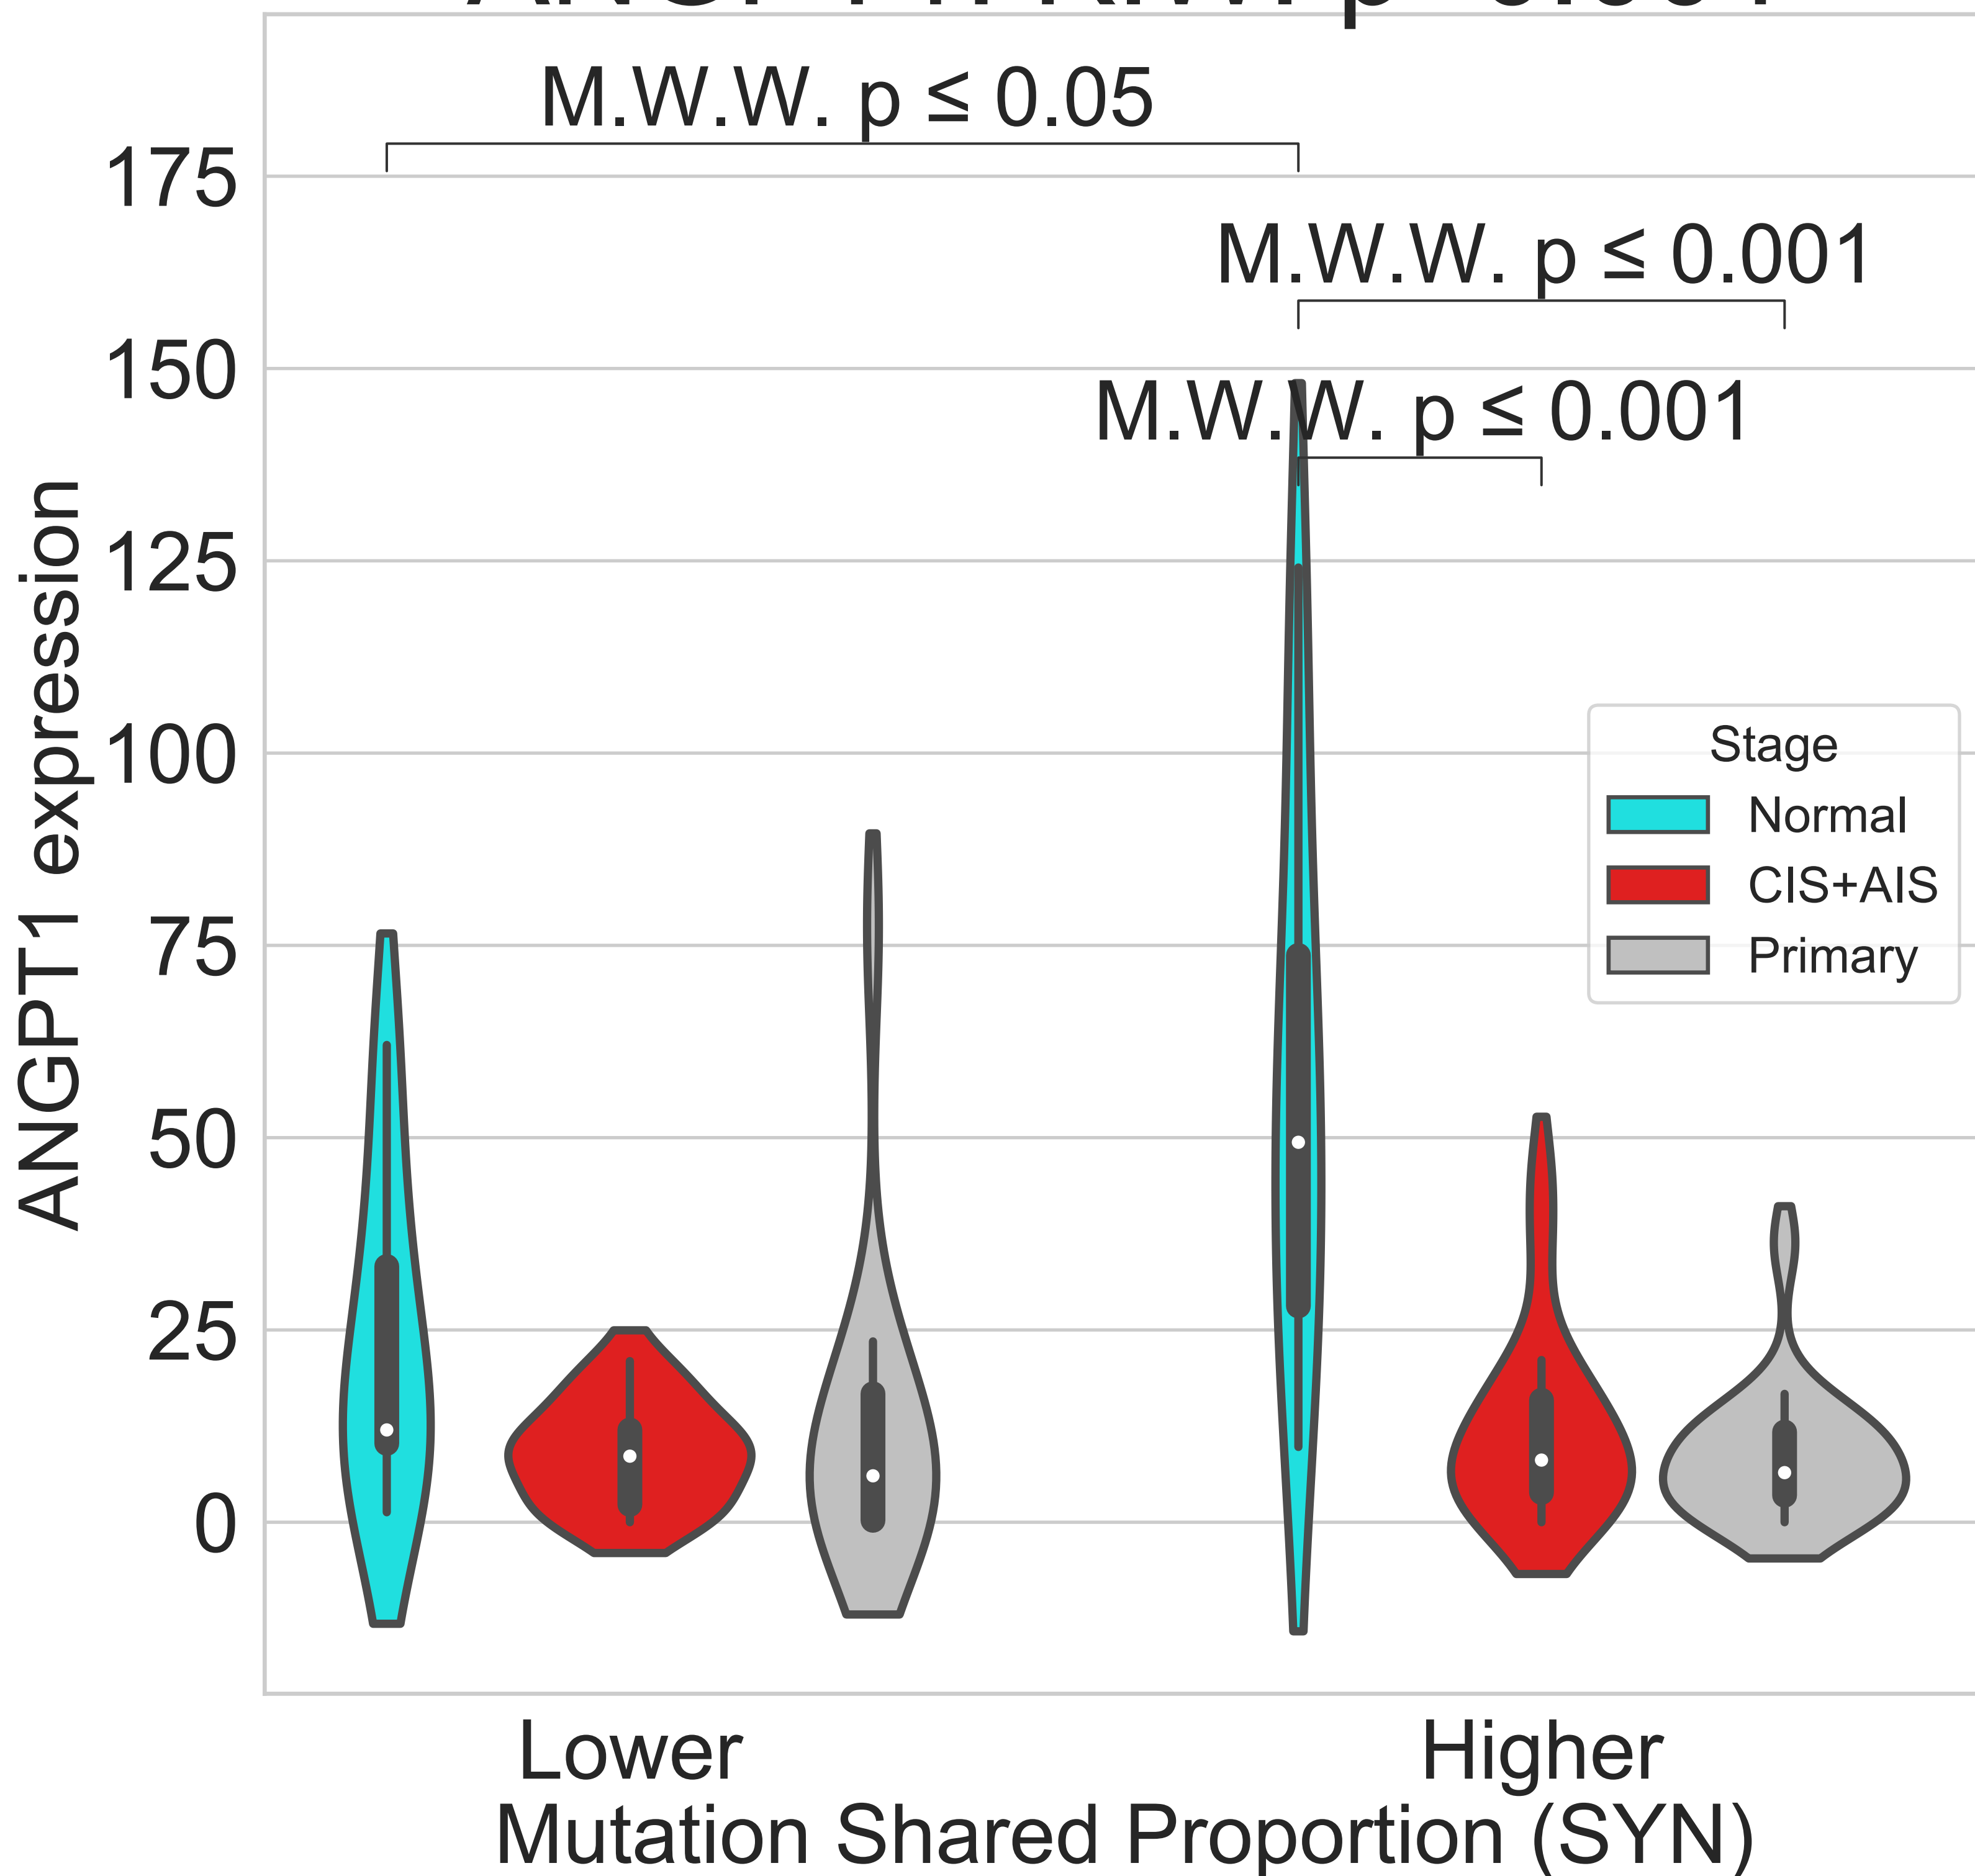 M.W.W. p ≤ 0.05
175
M.W.W. p ≤ 0.001
150
M.W.W. p ≤ 0.001
125
100
75
50
25
0
ANGPT1 expression
Stage
Normal
CIS+AIS
Primary
Lower
Higher
Mutation Shared Proportion (SYN)